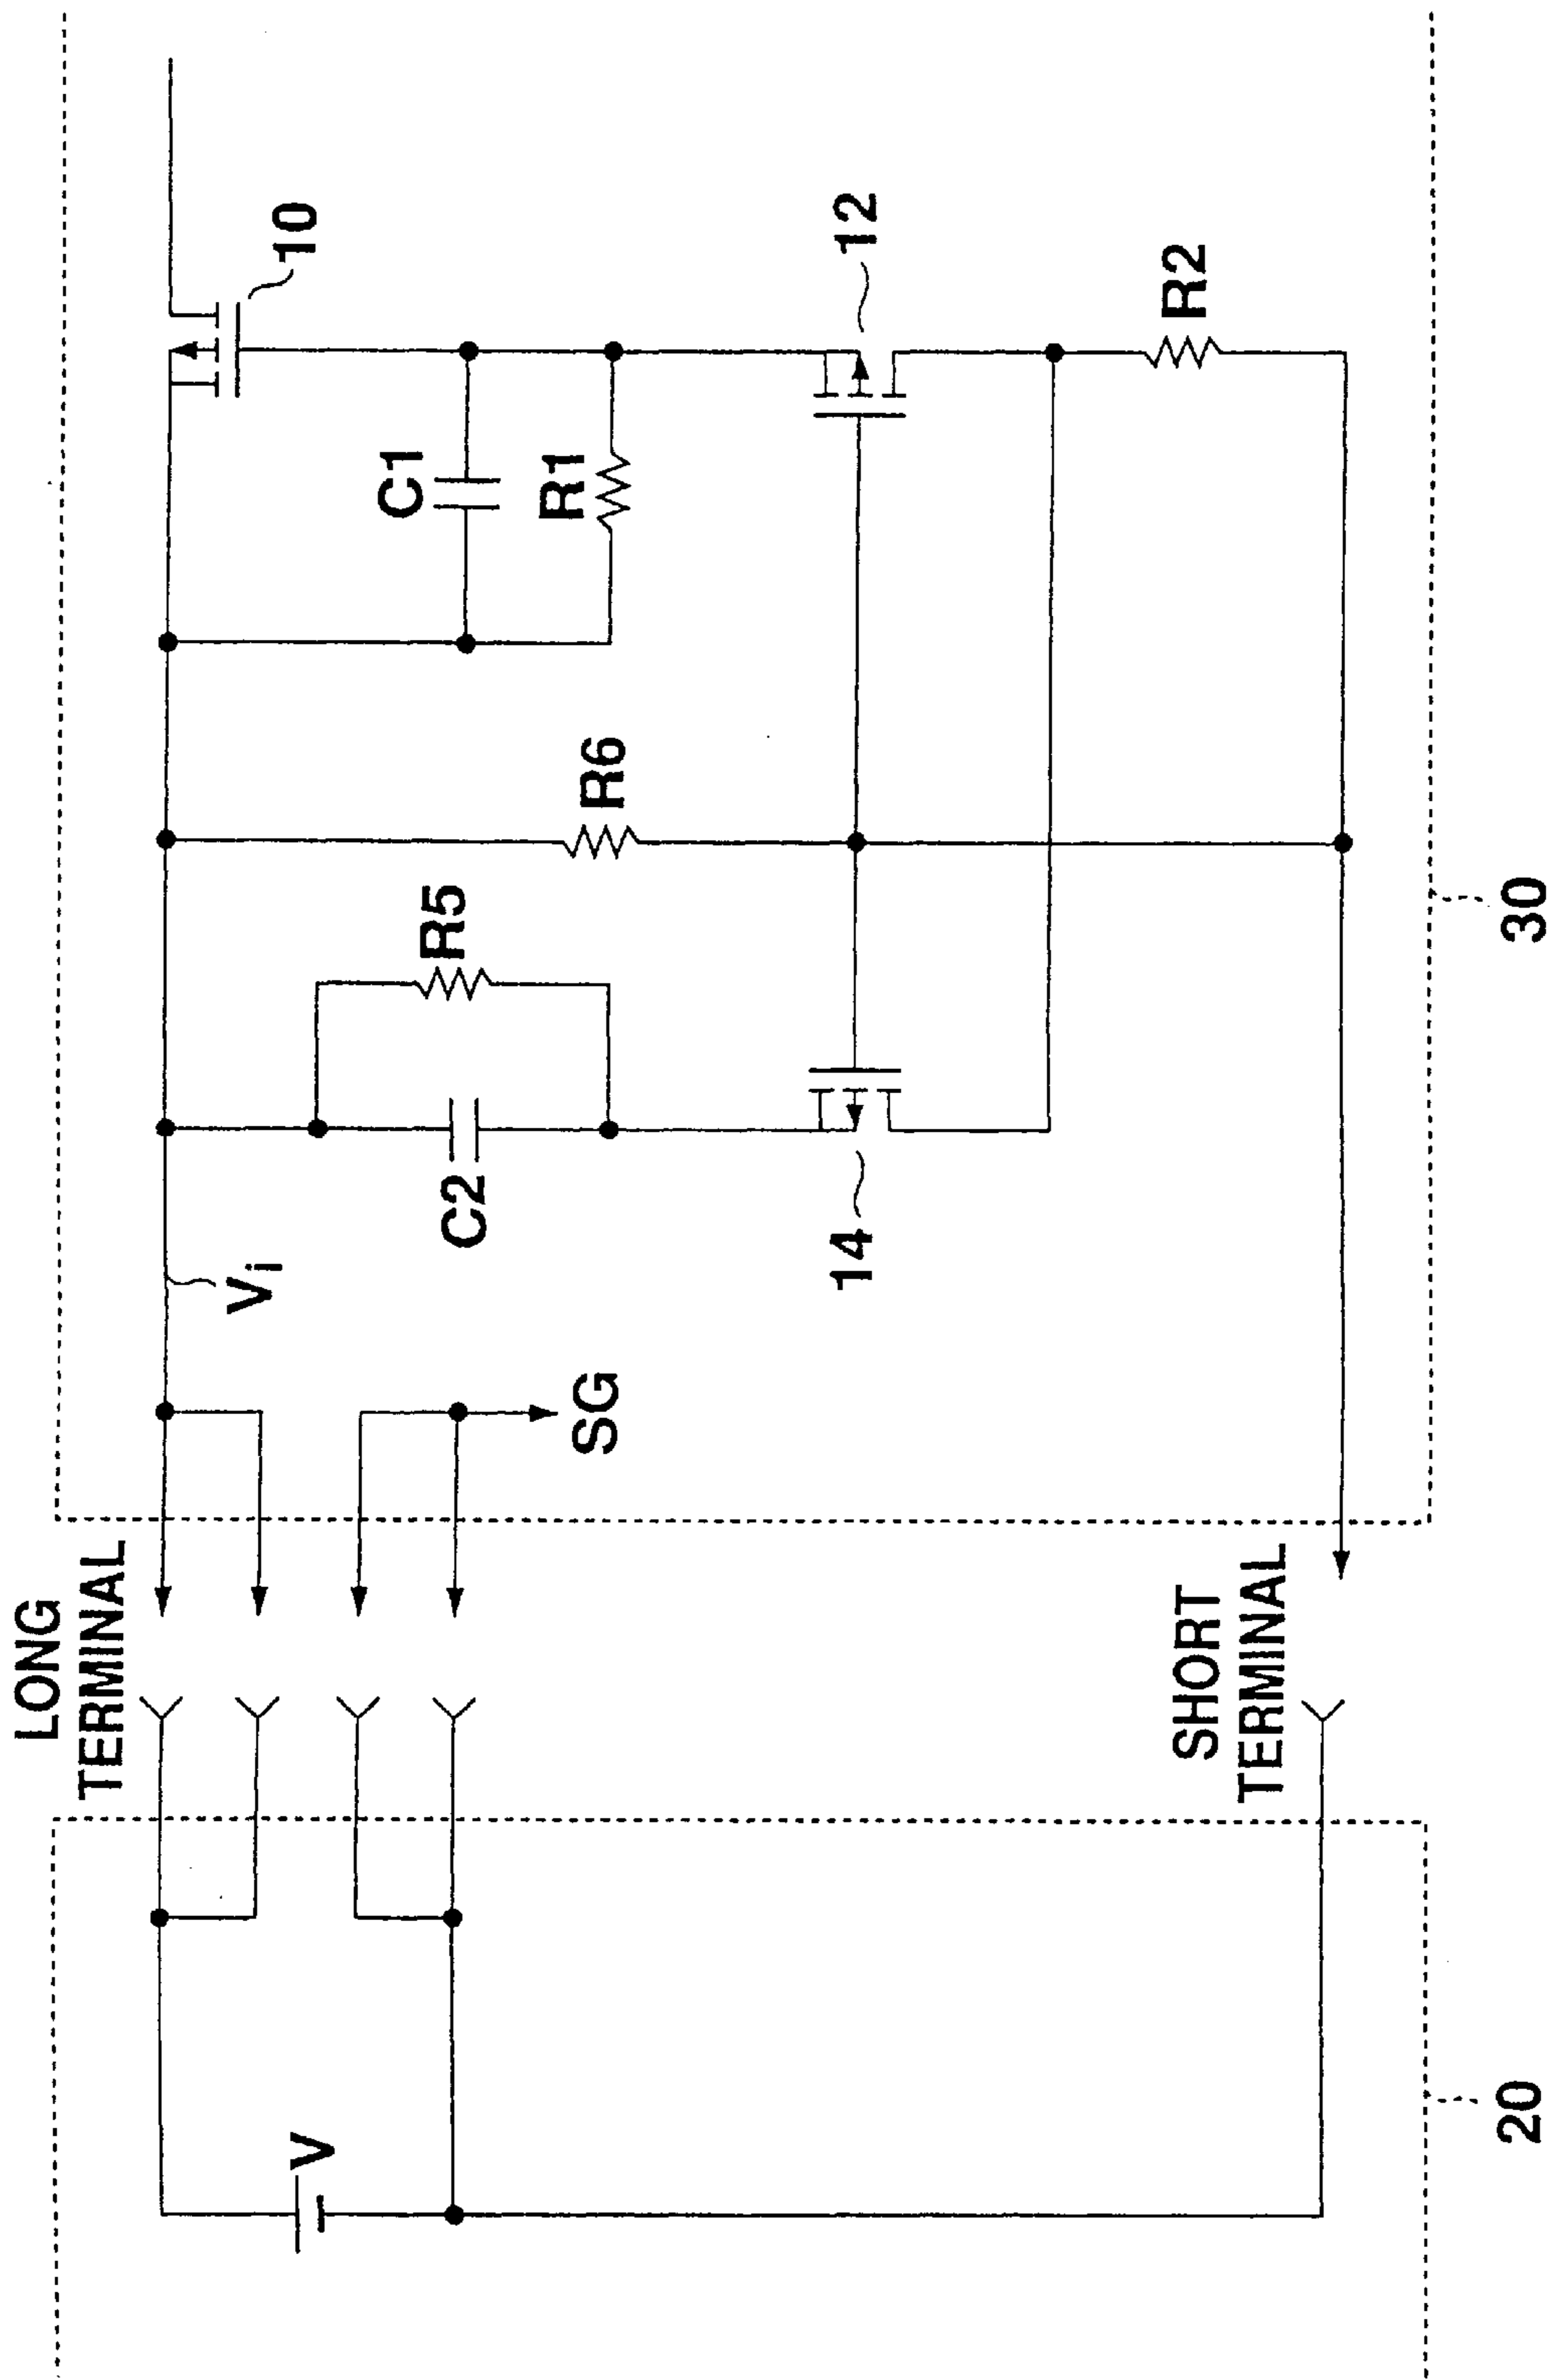 LONG
TERMINAL
V
Vi
SG
C2
R5
R6
C1
R1
10
12
14
R2
SHORT
TERMINAL
20
30